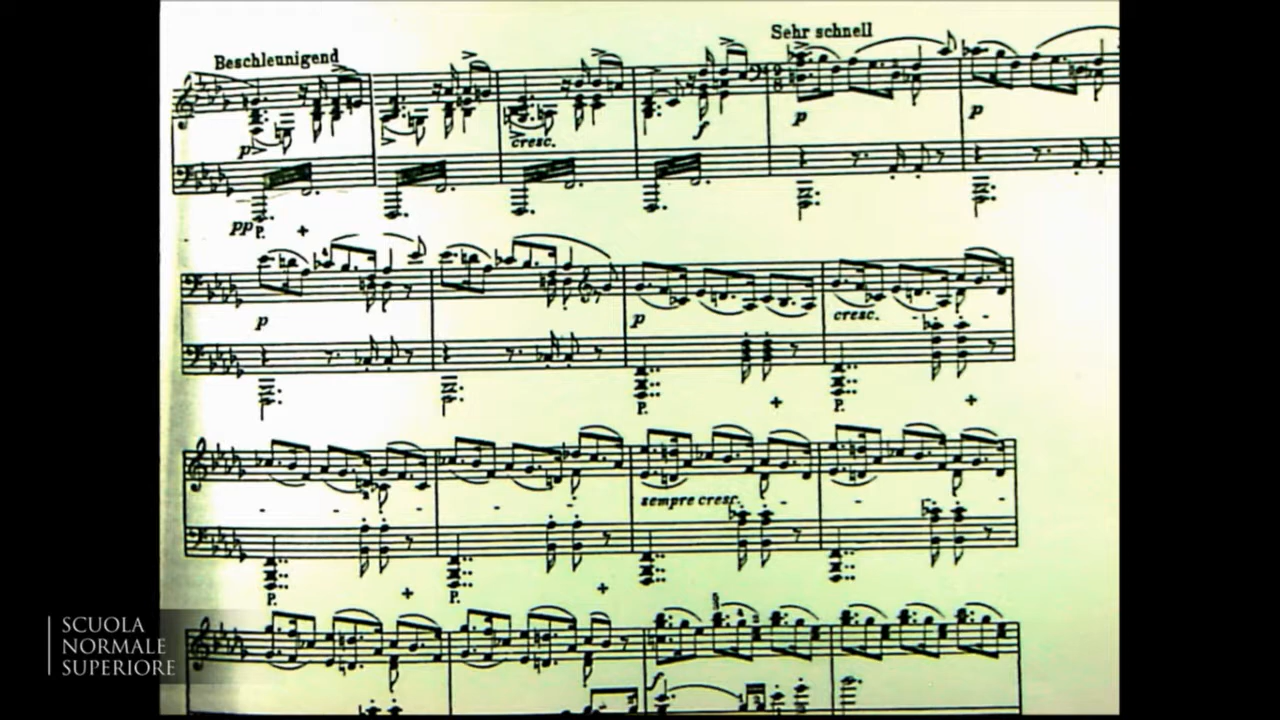 Sehr schnell
Beschleunigend
p
p
p
cresc.
f
pp P. +
p
p
cresc.
P. + P. +
sempre cresc.
P. + P. +
f
SCUOLA
NORMALE
SUPERIORE